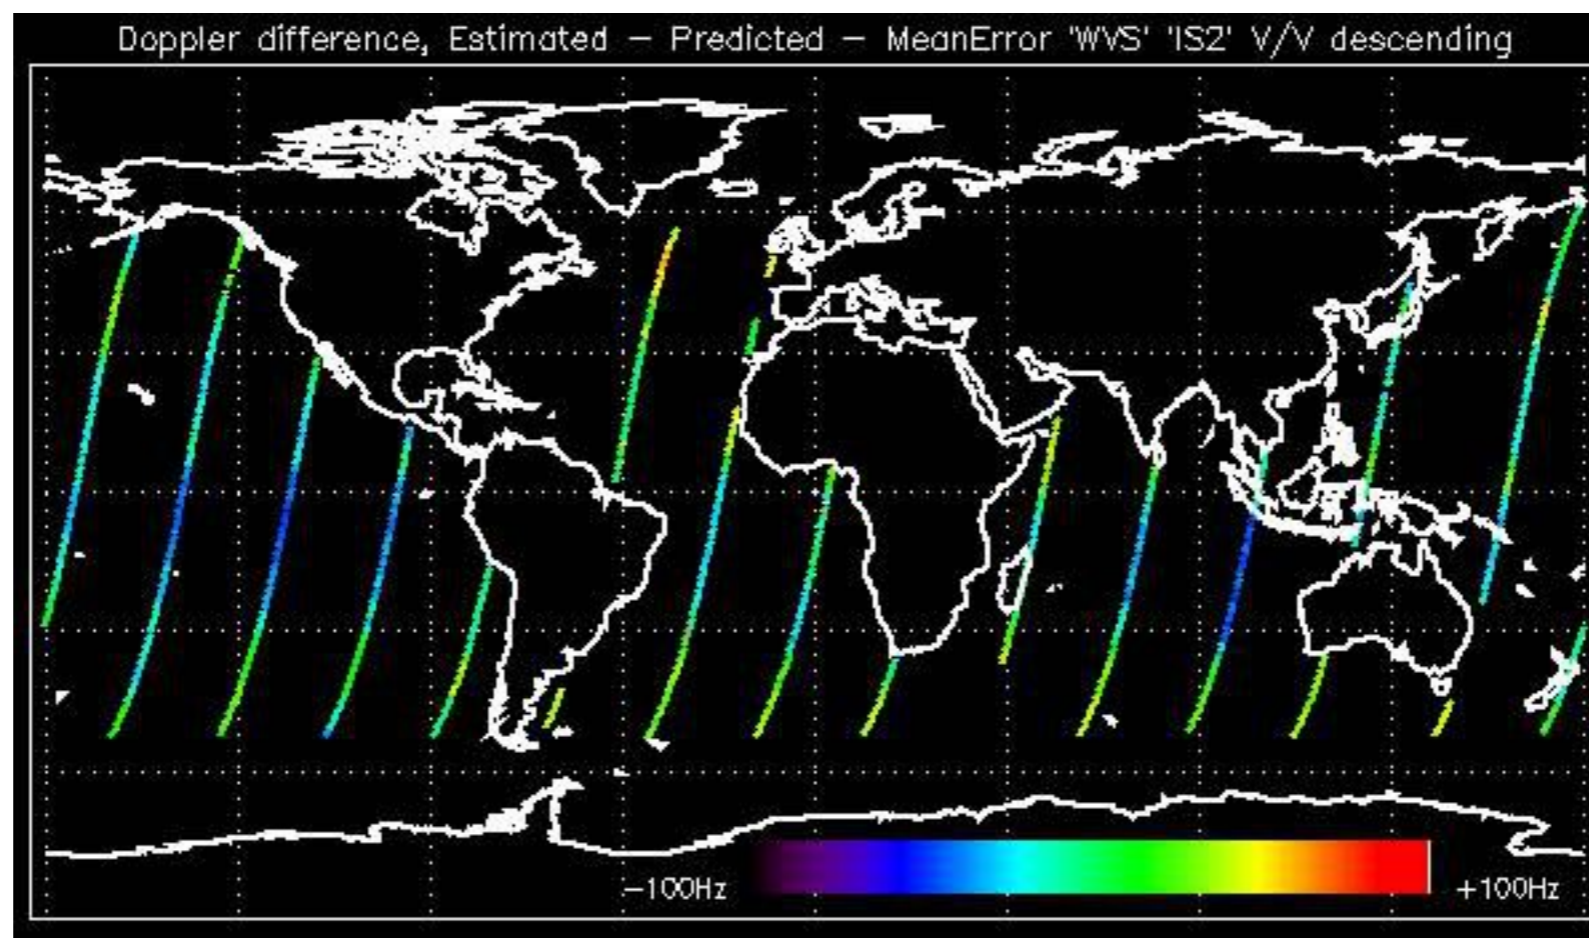 Doppler difference, Estimated − Predicted − MeanError 'WVS' 'IS2' V/V descending
−100Hz +100Hz